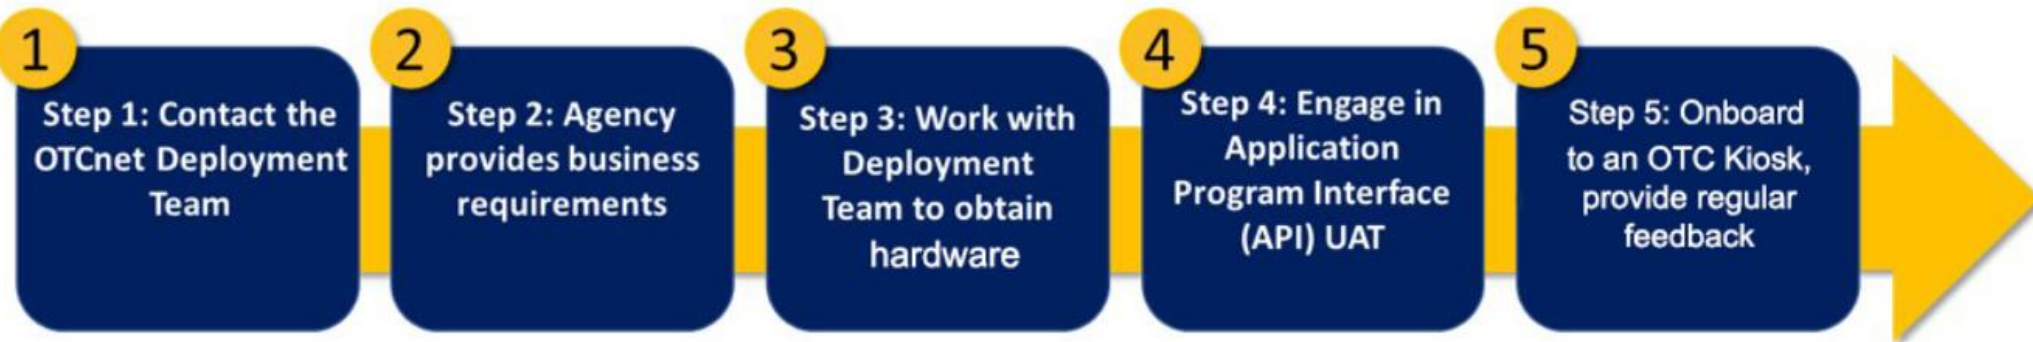 1
Step 1: Contact the
OTCnet Deployment
Team
2
Step 2: Agency
provides business
requirements
3
Step 3: Work with
Deployment
Team to obtain
hardware
4
Step 4: Engage in
Application
Program Interface
(API) UAT
5
Step 5: Onboard
to an OTC Kiosk,
provide regular
feedback